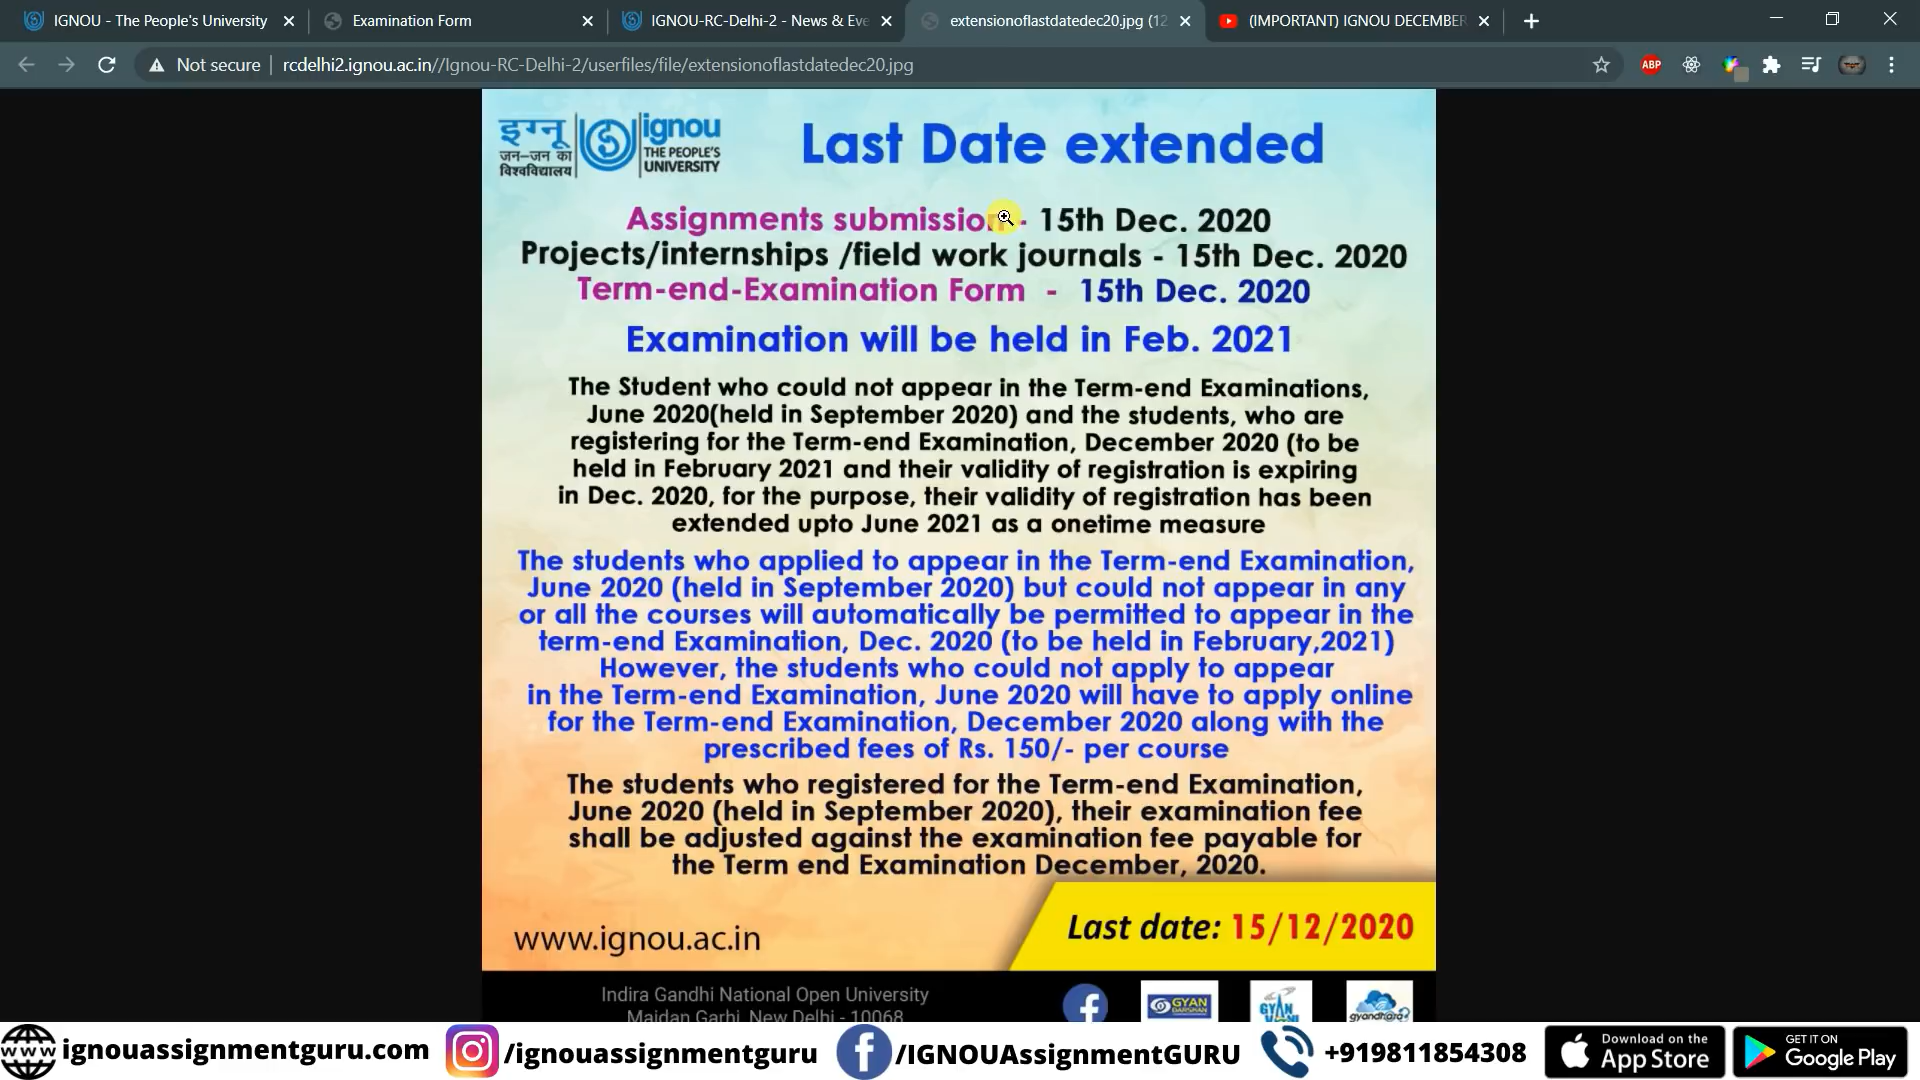 IGNOU - The People's University
Examination Form
IGNOU-RC-Delhi-2 - News & Eve
extensionoflastdatedec20.jpg (12
(IMPORTANT) IGNOU DECEMBER
Not secure
rcdelhi2.ignou.ac.in//Ignou-RC-Delhi-2/userfiles/file/extensionoflastdatedec20.jpg
ABP
इग्नू
जन-जन का
विश्वविद्यालय
ignou
THE PEOPLE'S
UNIVERSITY
Last Date extended
Assignments submission - 15th Dec. 2020
Projects/internships /field work journals - 15th Dec. 2020
Term-end-Examination Form - 15th Dec. 2020
Examination will be held in Feb. 2021
The Student who could not appear in the Term-end Examinations,
June 2020(held in September 2020) and the students, who are
registering for the Term-end Examination, December 2020 (to be
held in February 2021 and their validity of registration is expiring
in Dec. 2020, for the purpose, their validity of registration has been
extended upto June 2021 as a onetime measure
The students who applied to appear in the Term-end Examination,
June 2020 (held in September 2020) but could not appear in any
or all the courses will automatically be permitted to appear in the
term-end Examination, Dec. 2020 (to be held in February,2021)
However, the students who could not apply to appear
in the Term-end Examination, June 2020 will have to apply online
for the Term-end Examination, December 2020 along with the
prescribed fees of Rs. 150/- per course
The students who registered for the Term-end Examination,
June 2020 (held in September 2020), their examination fee
shall be adjusted against the examination fee payable for
the Term end Examination December, 2020.
www.ignou.ac.in
Last date: 15/12/2020
Indira Gandhi National Open University
Maidan Garhi, New Delhi - 10068
GYAN
DARSHAN
GYAN
VANI
gyandhara
www
ignouassignmentguru.com
/ignouassignmentguru
/IGNOUAssignmentGURU
+919811854308
Download on the
App Store
GET IT ON
Google Play